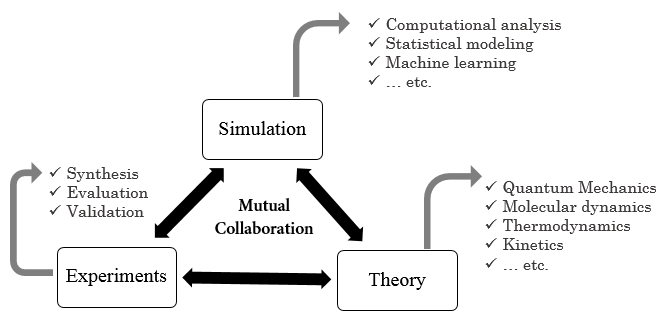 ✓ Computational analysis
✓ Statistical modeling
✓ Machine learning
✓ ... etc.
Simulation
✓ Synthesis
✓ Evaluation
✓ Validation
Mutual
Collaboration
✓ Quantum Mechanics
✓ Molecular dynamics
✓ Thermodynamics
✓ Kinetics
✓ ... etc.
Experiments
Theory